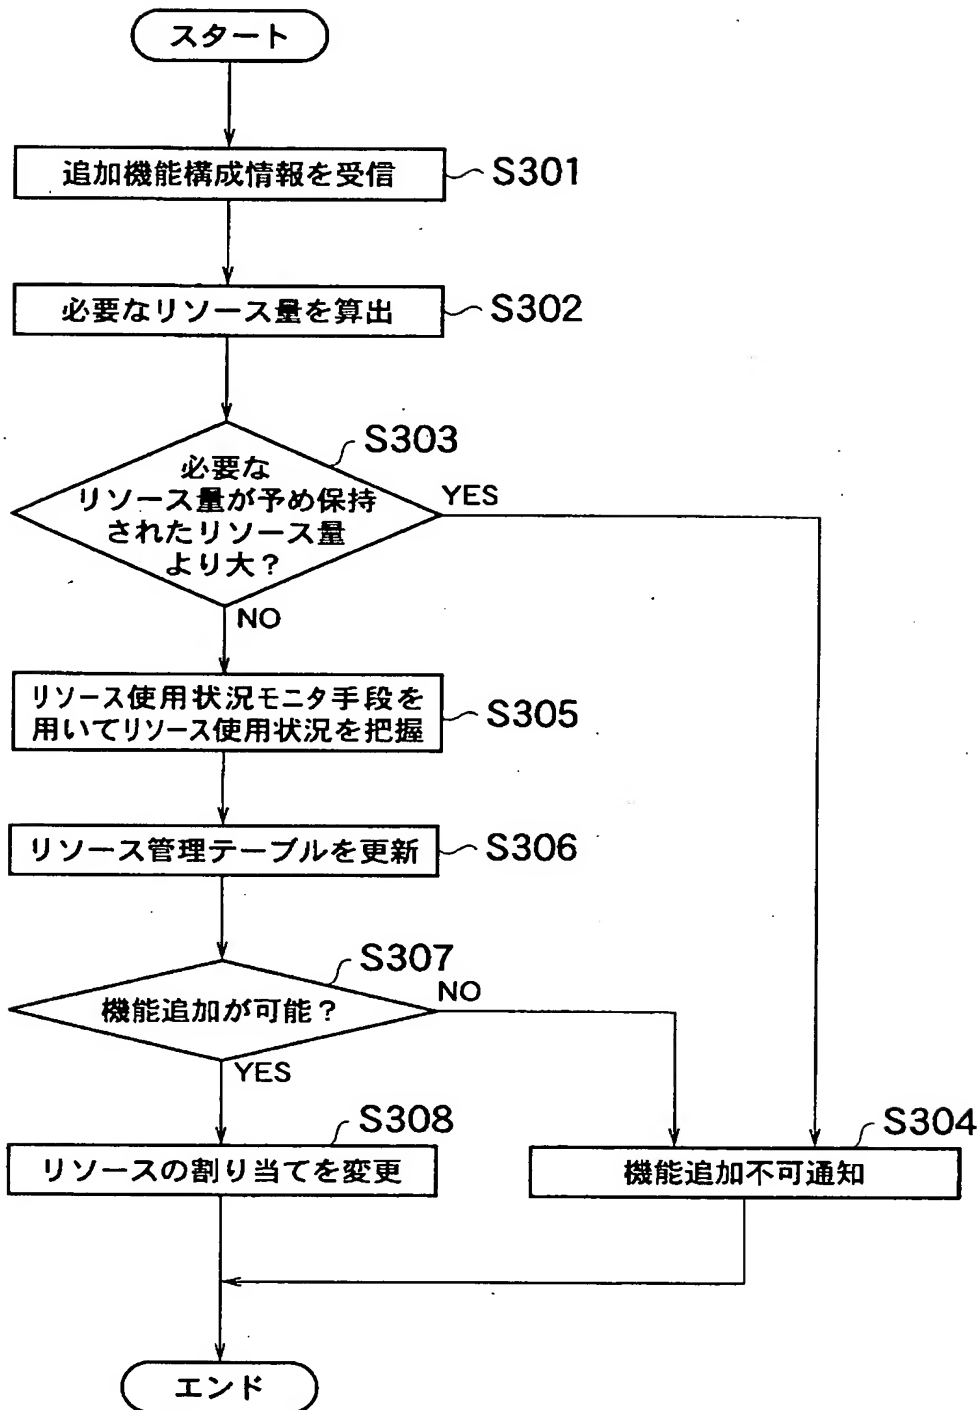 スタート
追加機能構成情報を受信
S301
必要なリソース量を算出
S302
S303
必要な
リソース量が予め保持
されたリソース量
より大？
YES
NO
リソース使用状況モニタ手段を
用いてリソース使用状況を把握
S305
リソース管理テーブルを更新
S306
S307
機能追加が可能？
NO
YES
S308
リソースの割り当てを変更
S304
機能追加不可通知
エンド